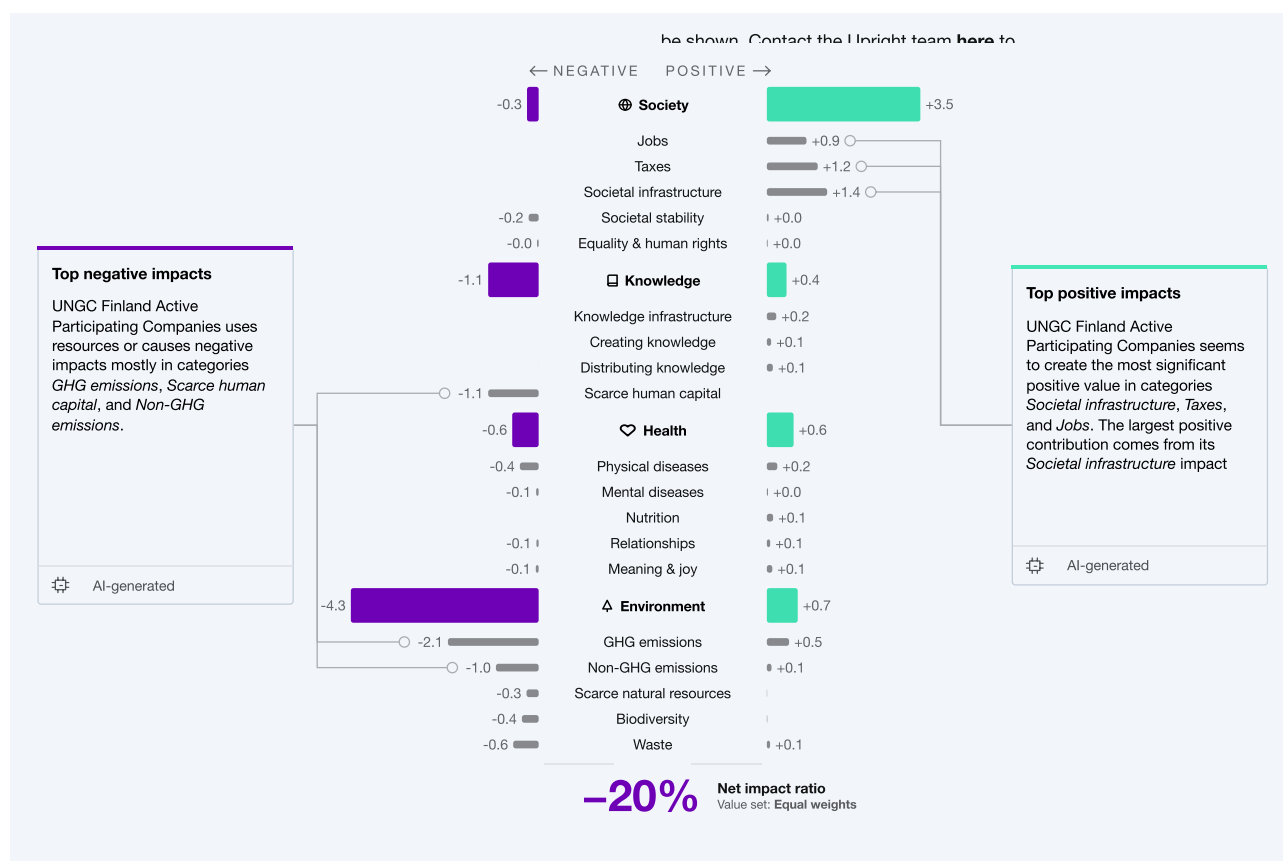 be shown. Contact the Upright team here to
← NEGATIVE POSITIVE →
-0.3 Society +3.5
Jobs +0.9
Taxes +1.2
Societal infrastructure +1.4
-0.2 Societal stability +0.0
-0.0 Equality & human rights +0.0
-1.1 Knowledge +0.4
Knowledge infrastructure +0.2
Creating knowledge +0.1
Distributing knowledge +0.1
-1.1 Scarce human capital
-0.6 Health +0.6
-0.4 Physical diseases +0.2
-0.1 Mental diseases +0.0
Nutrition +0.1
-0.1 Relationships +0.1
-0.1 Meaning & joy +0.1
-4.3 Environment +0.7
-2.1 GHG emissions +0.5
-1.0 Non-GHG emissions +0.1
-0.3 Scarce natural resources
-0.4 Biodiversity
-0.6 Waste +0.1
Top negative impacts
UNGC Finland Active
Participating Companies uses
resources or causes negative
impacts mostly in categories
GHG emissions, Scarce human
capital, and Non-GHG
emissions.
AI-generated
Top positive impacts
UNGC Finland Active
Participating Companies seems
to create the most significant
positive value in categories
Societal infrastructure, Taxes,
and Jobs. The largest positive
contribution comes from its
Societal infrastructure impact
AI-generated
–20%
Net impact ratio
Value set: Equal weights